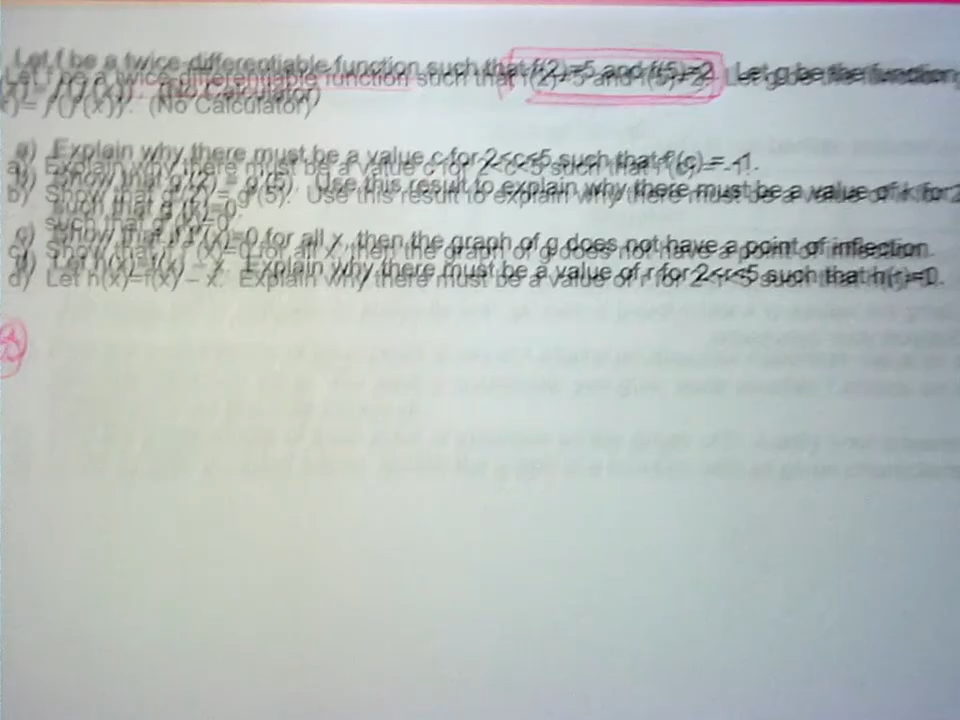 Let f be a twice differentiable function such that f(2)=5 and f(5)=2. Let g be the function
g(x)= f(f(x)). (No Calculator)
a) Explain why there must be a value c for 2<c<5 such that f'(c) = -1.
b) Show that g'(2) = g'(5). Use this result to explain why there must be a value of k for 2
such that g''(k)=0.
c) Show that if f''(x)=0 for all x, then the graph of g does not have a point of inflection.
d) Let h(x)=f(x) – x. Explain why there must be a value of r for 2<r<5 such that h(r)=0.